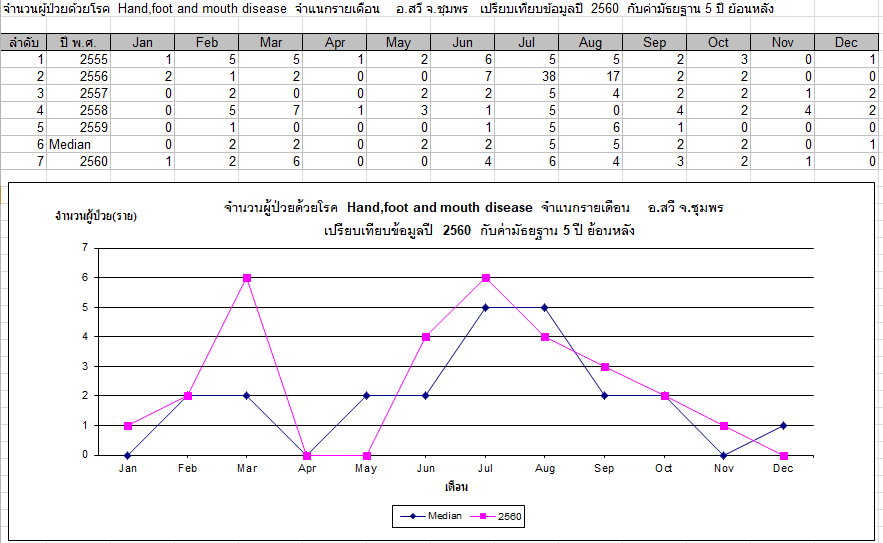 จำนวนผู้ป่วยด้วยโรค Hand,foot and mouth disease จำแนกรายเดือน อ.สวี จ.ชุมพร เปรียบเทียบข้อมูลปี 2560 กับค่ามัธยฐาน 5 ปี ย้อนหลัง
ลำดับ ปี พ.ศ. Jan Feb Mar Apr May Jun Jul Aug Sep Oct Nov Dec
1 2555 1 5 5 1 2 6 5 5 2 3 0 1
2 2556 2 1 2 0 0 7 38 17 2 2 0 0
3 2557 0 2 0 0 2 2 5 4 2 2 1 2
4 2558 0 5 7 1 3 1 5 0 4 2 4 2
5 2559 0 1 0 0 0 1 5 6 1 0 0 0
6 Median 0 2 2 0 2 2 5 5 2 2 0 1
7 2560 1 2 6 0 0 4 6 4 3 2 1 0
จำนวนผู้ป่วยด้วยโรค Hand,foot and mouth disease จำแนกรายเดือน อ.สวี จ.ชุมพร
เปรียบเทียบข้อมูลปี 2560 กับค่ามัธยฐาน 5 ปี ย้อนหลัง
จำนวนผู้ป่วย(ราย)
7
6
5
4
3
2
1
0
Jan Feb Mar Apr May Jun Jul Aug Sep Oct Nov Dec
เดือน
Median 2560